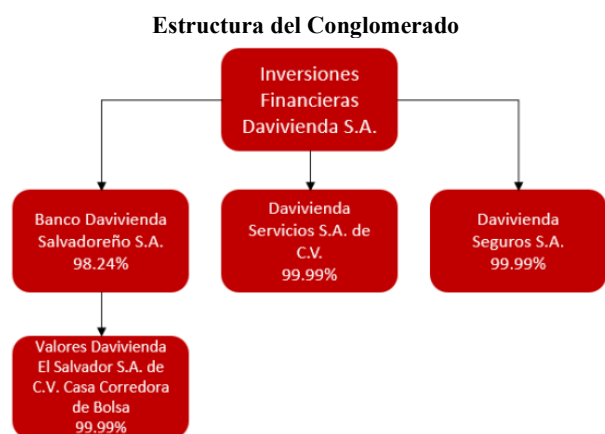 Estructura del Conglomerado
Inversiones
Financieras
Davivienda S.A.
Banco Davivienda
Salvadoreño S.A.
98.24%
Davivienda
Servicios S.A. de
C.V.
99.99%
Davivienda
Seguros S.A.
99.99%
Valores Davivienda
El Salvador S.A. de
C.V. Casa Corredora
de Bolsa
99.99%